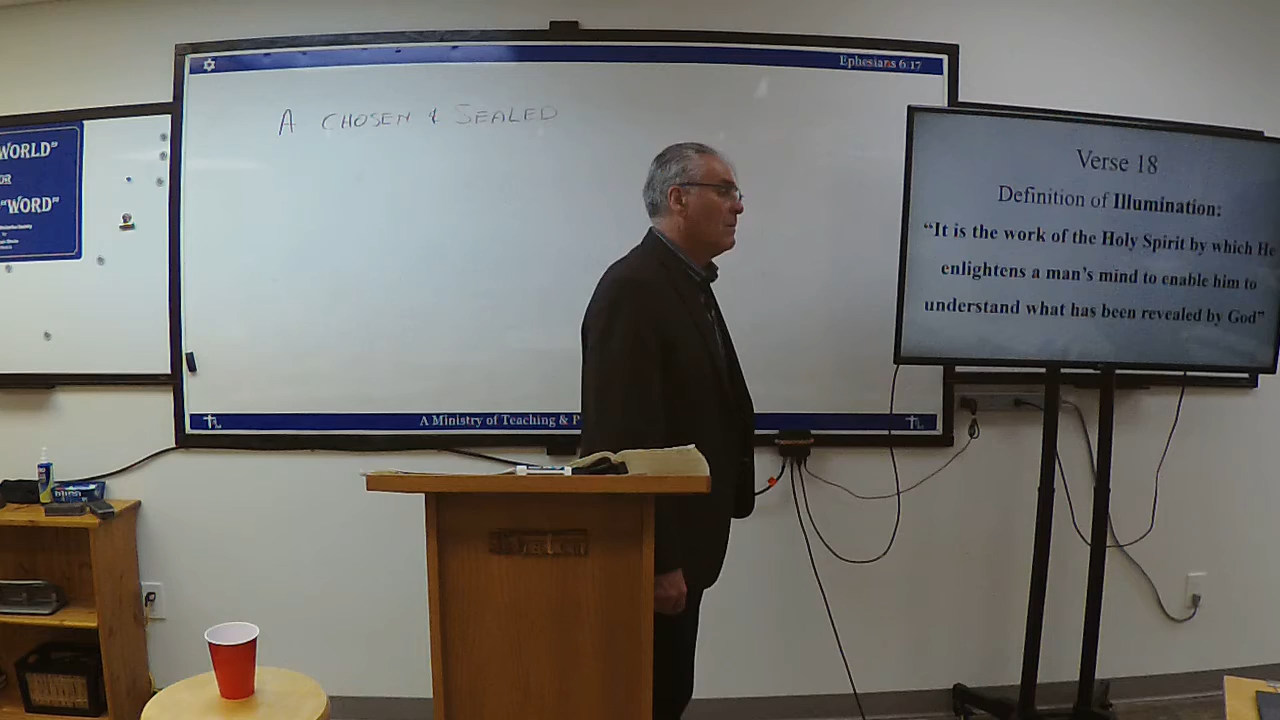 WORLD"
OR
"WORD"
Ephesians 6:17
A CHOSEN & SEALED
A Ministry of Teaching & P
Verse 18
Definition of Illumination:
“It is the work of the Holy Spirit by which He
enlightens a man’s mind to enable him to
understand what has been revealed by God”